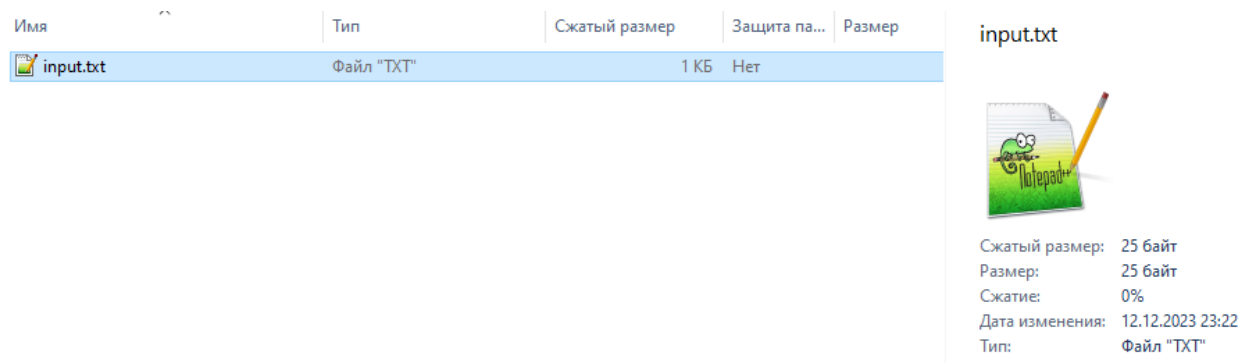 Имя Тип Сжатый размер Защита па... Размер
input.txt Файл "TXT" 1 КБ Нет
input.txt
Notepad++
Сжатый размер: 25 байт
Размер: 25 байт
Сжатие: 0%
Дата изменения: 12.12.2023 23:22
Тип: Файл "TXT"